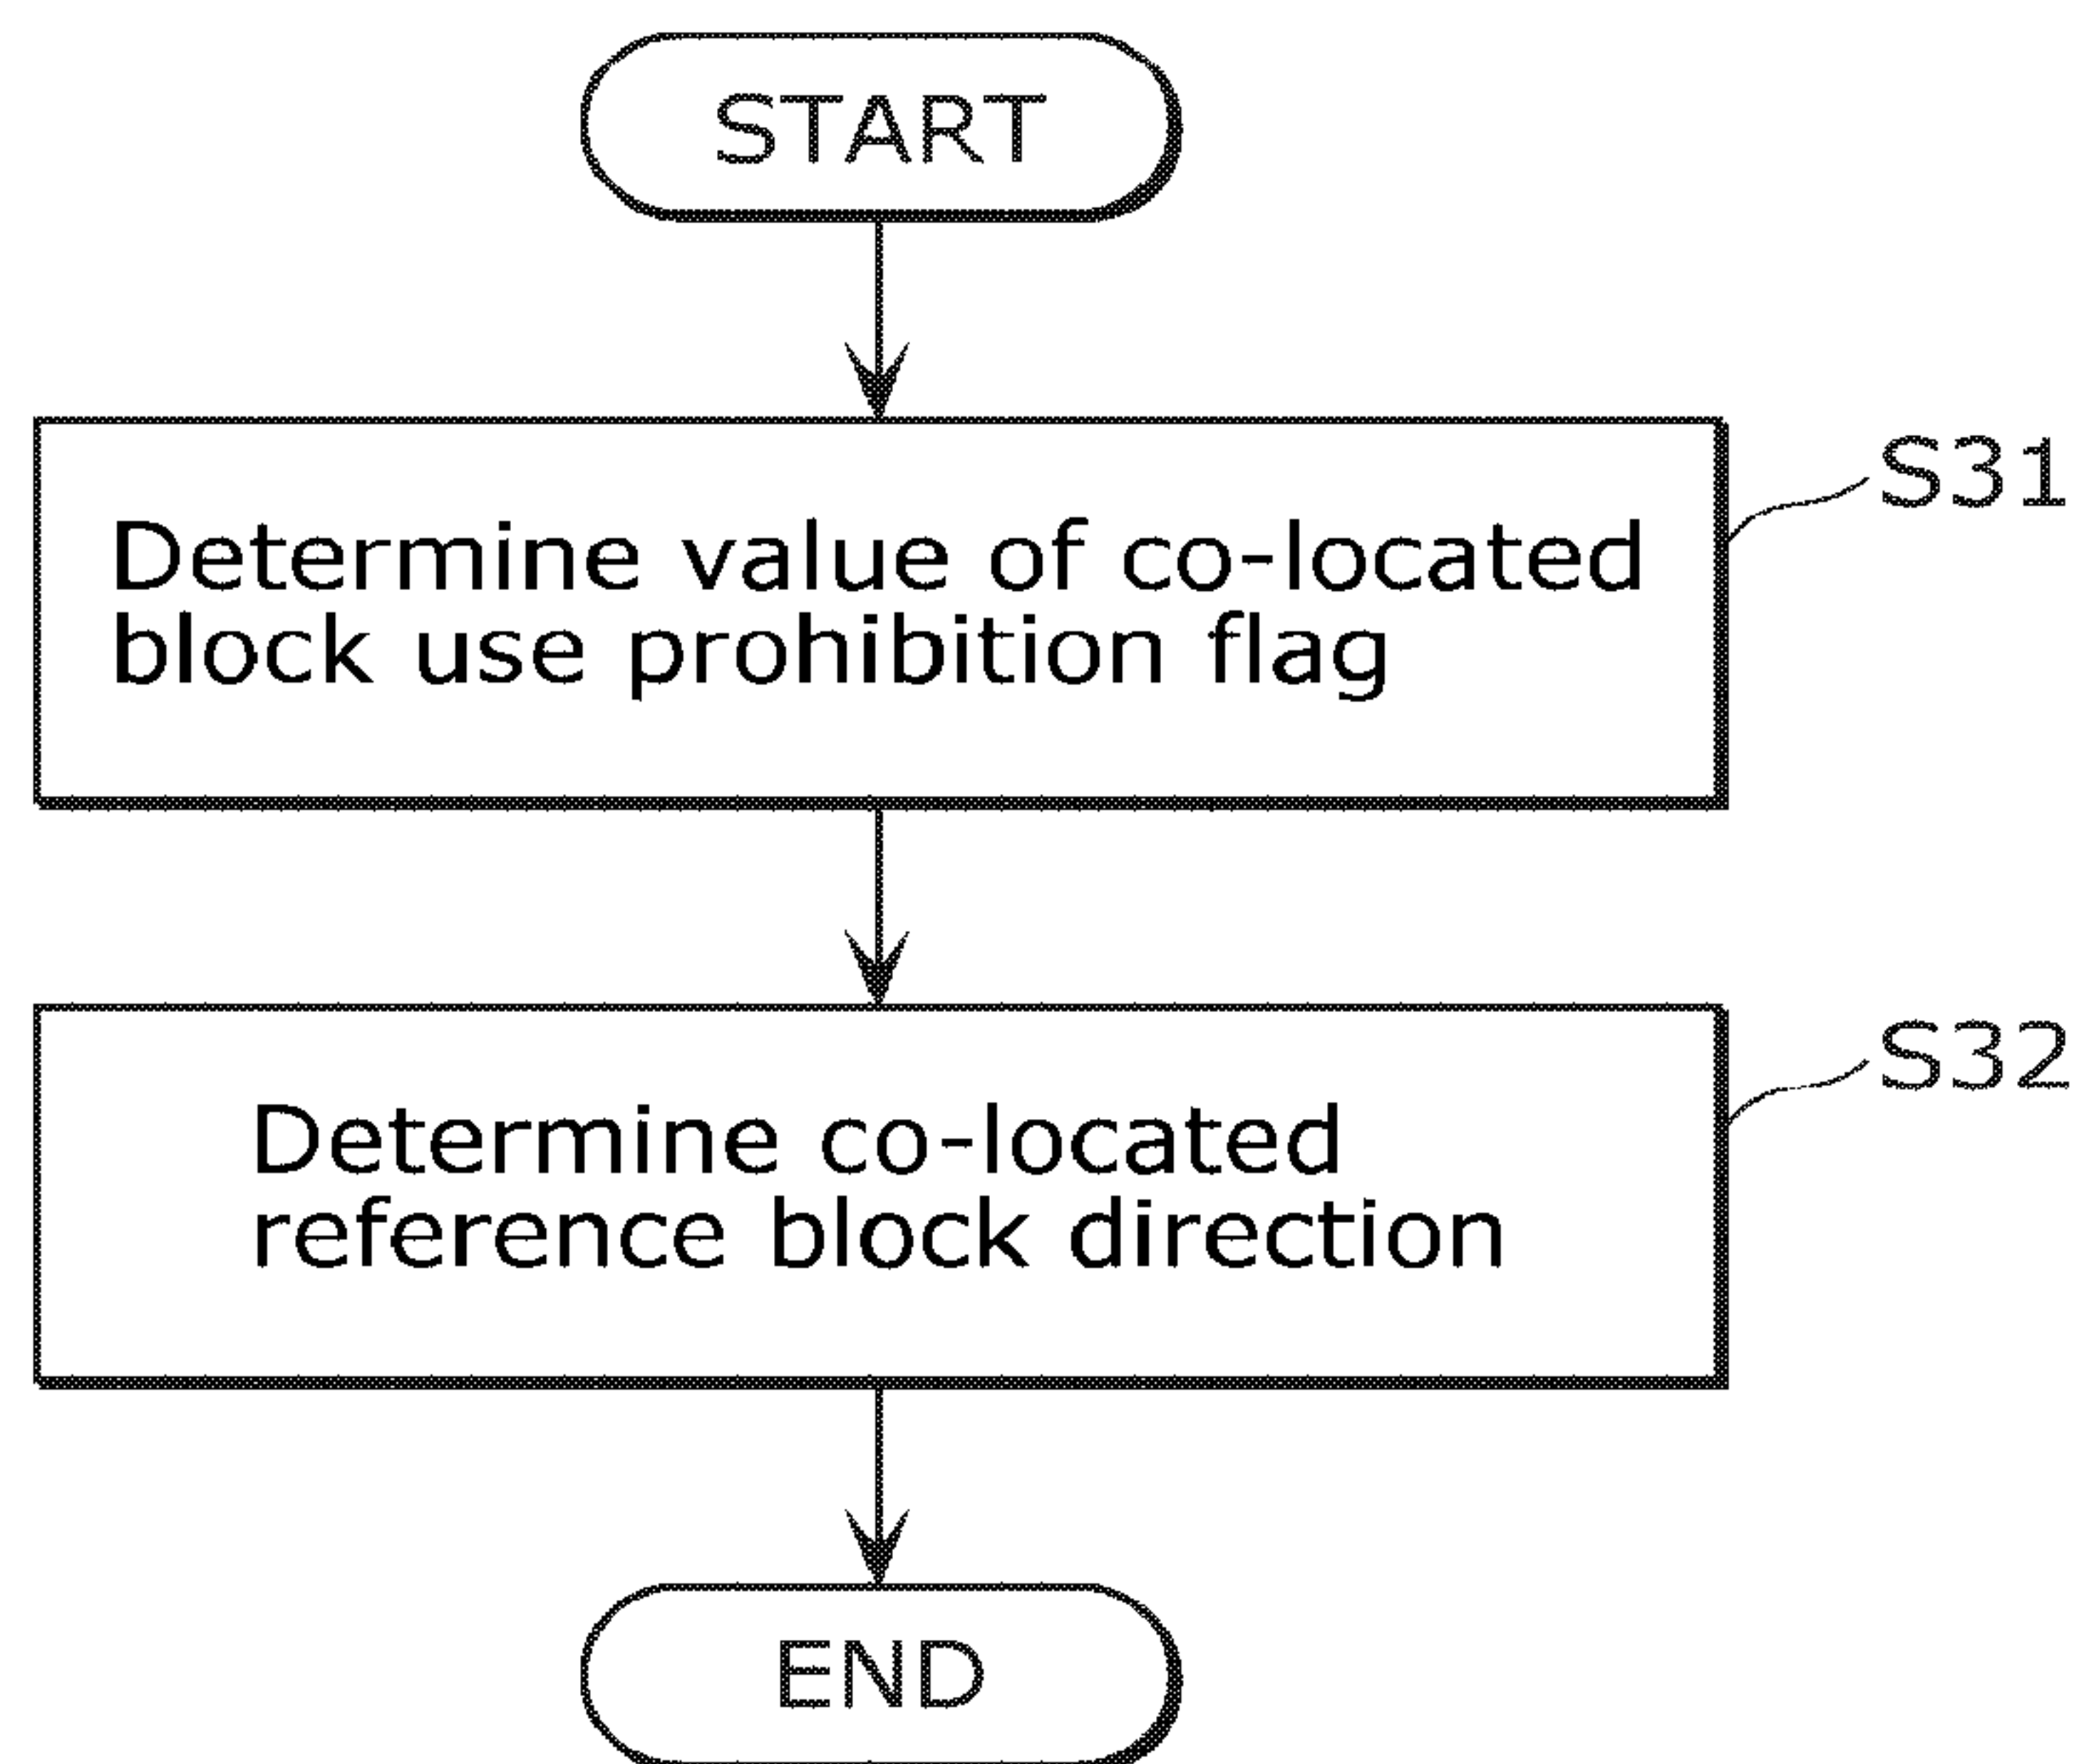 START
Determine value of co-located
block use prohibition flag
S31
Determine co-located
reference block direction
S32
END